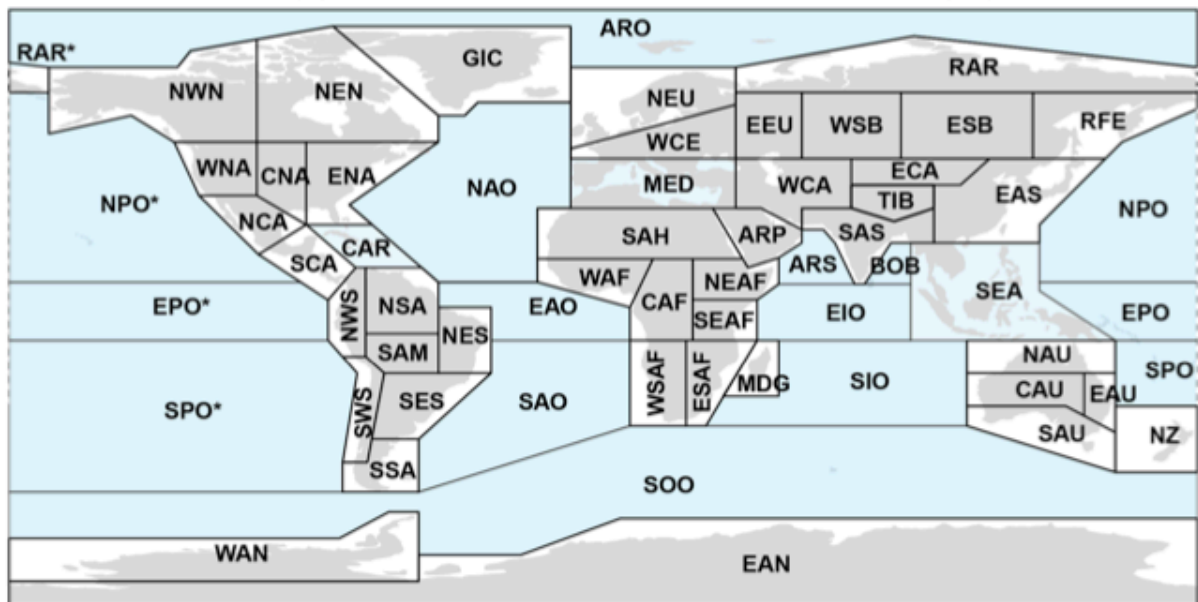 ARO
RAR*
GIC
RAR
NWN
NEN
NEU
EEU
WSB
ESB
RFE
WCE
WNA
CNA
ENA
NAO
MED
WCA
ECA
TIB
EAS
NPO*
NPO
NCA
CAR
SAH
ARP
SAS
SCA
WAF
NEAF
ARS
BOB
CAF
SEA
EPO*
NWS
NSA
EAO
SEAF
EIO
EPO
NES
SAM
NAU
SPO
WSAF
ESAF
MDG
SIO
CAU
EAU
SPO*
SWS
SES
SAO
SAU
NZ
SSA
SOO
WAN
EAN